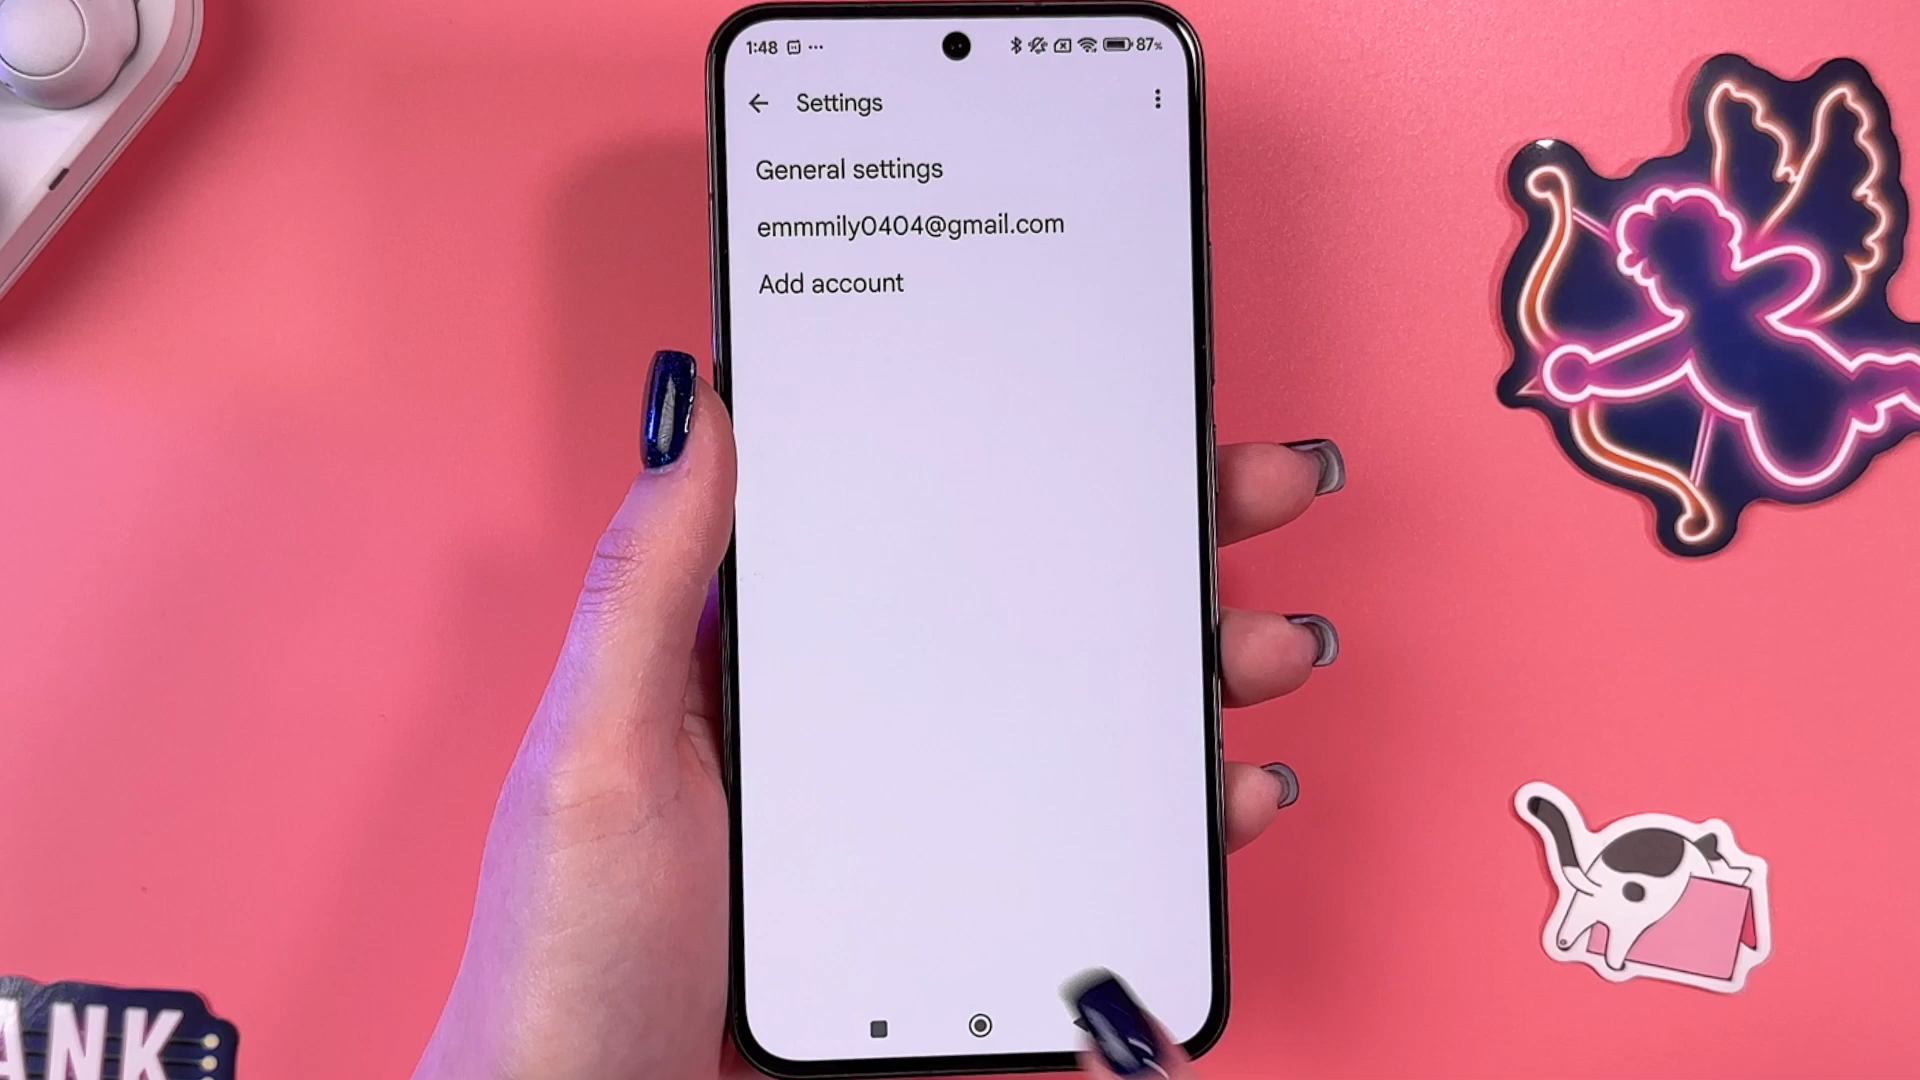 1:48 87%
Settings
General settings
emmmily0404@gmail.com
Add account
ANK